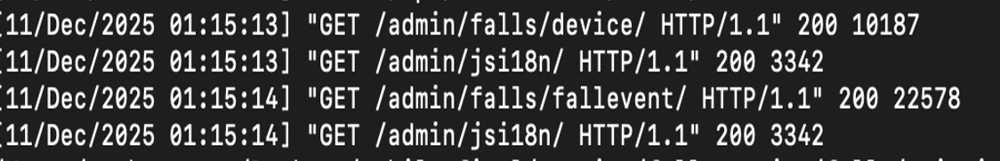 [11/Dec/2025 01:15:13] "GET /admin/falls/device/ HTTP/1.1" 200 10187
[11/Dec/2025 01:15:13] "GET /admin/jsi18n/ HTTP/1.1" 200 3342
[11/Dec/2025 01:15:14] "GET /admin/falls/fallevent/ HTTP/1.1" 200 22578
[11/Dec/2025 01:15:14] "GET /admin/jsi18n/ HTTP/1.1" 200 3342